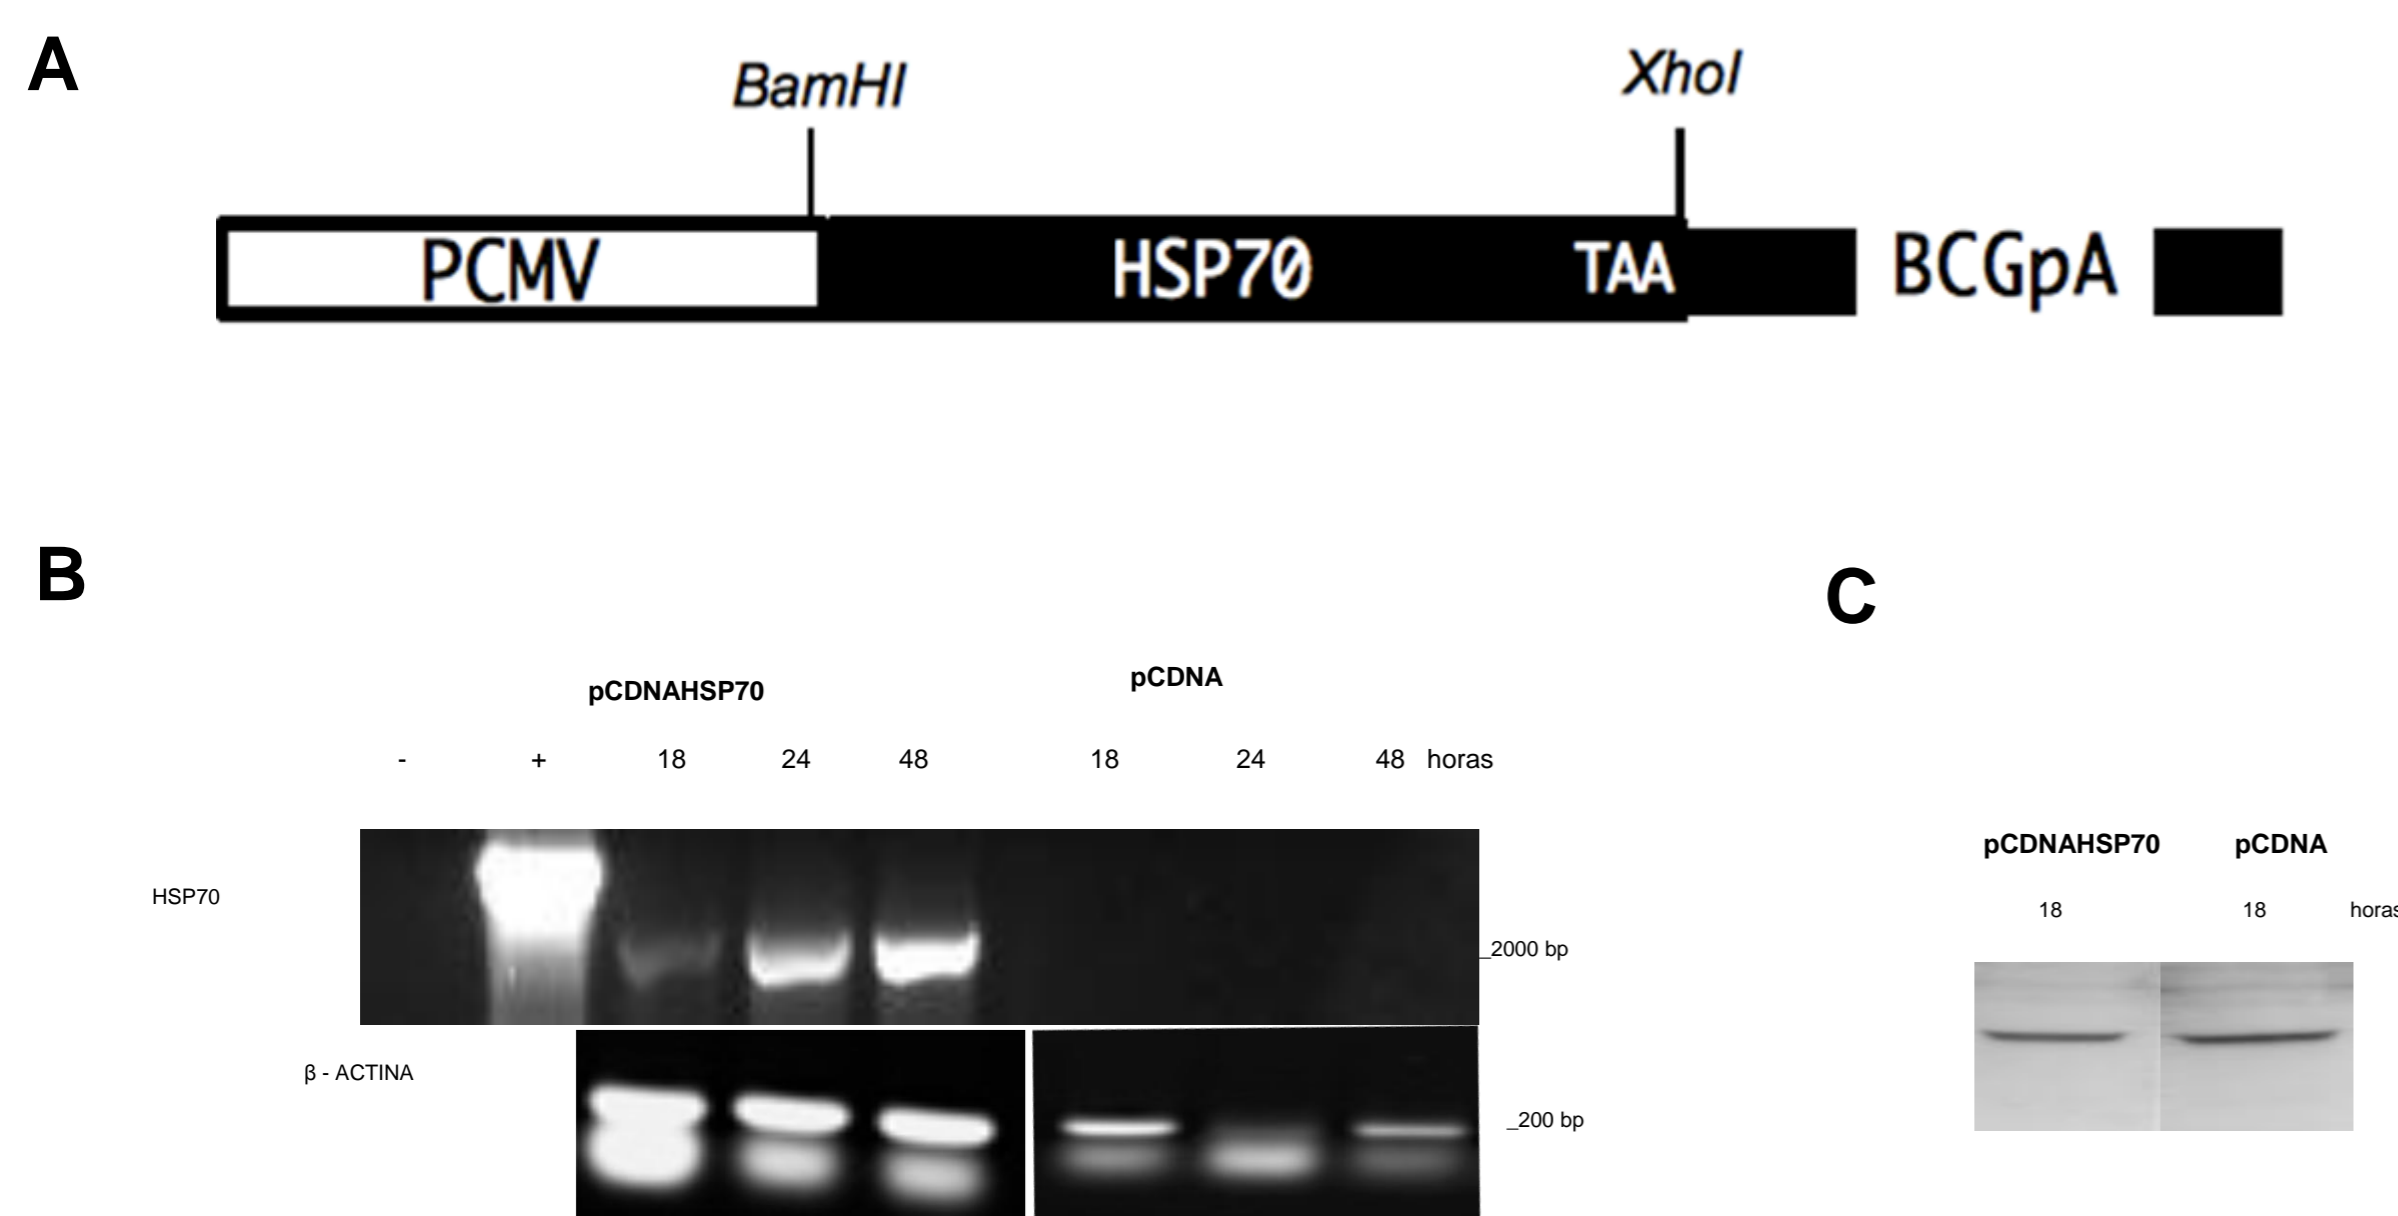 A
BamHI
XhoI
PCMV
HSP70
TAA
BCGpA
B
C
pCDNAHSP70
pCDNA
- + 18 24 48 18 24 48 horas
HSP70
_2000 bp
β - ACTINA
_200 bp
pCDNAHSP70 pCDNA
18 18 horas